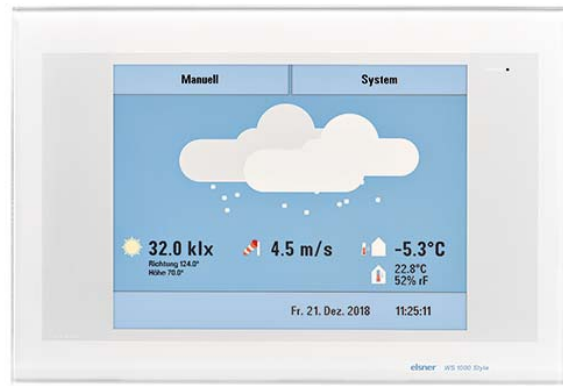 Manuell
System
32.0 klx
4.5 m/s
-5.3°C
Richtung 124.0°
Höhe 70.0°
22.8°C
52% rF
Fr. 21. Dez. 2018
11:25:11
elsner WS 1000 Style